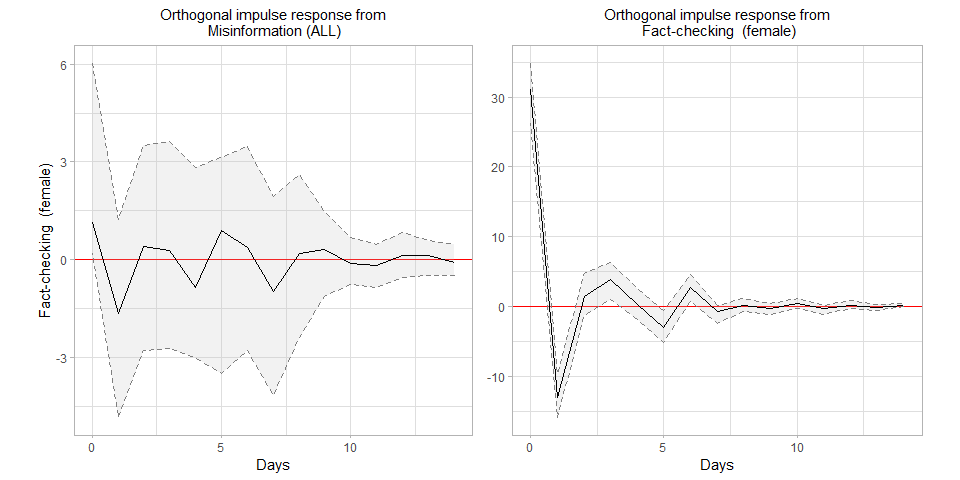 Orthogonal impulse response from
Misinformation (ALL)
Fact-checking (female)
6
3
0
-3
0
5
10
Days
Orthogonal impulse response from
Fact-checking (female)
30
20
10
0
-10
0
5
10
Days